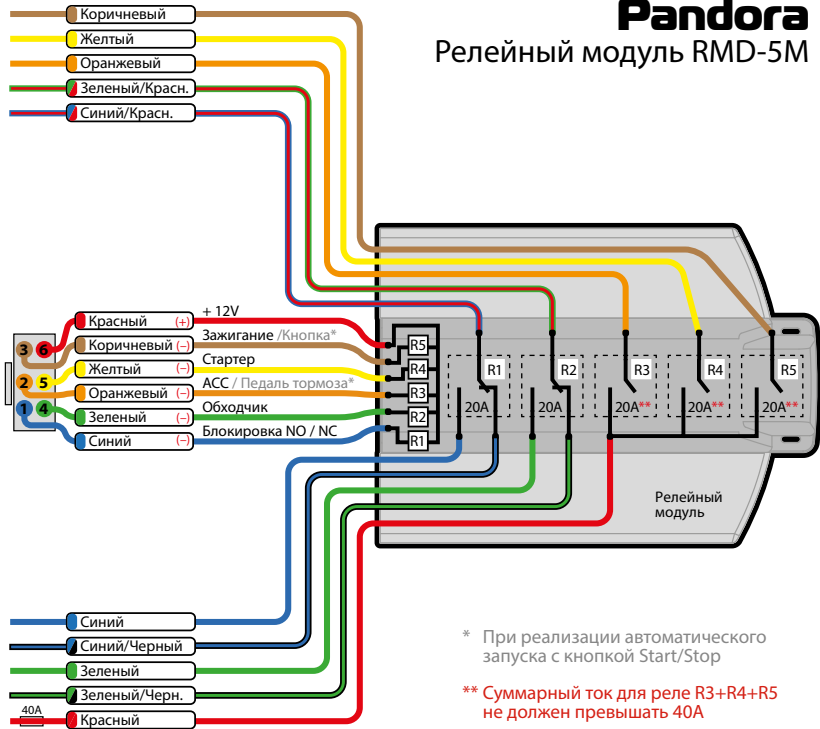 Pandora
Релейный модуль RMD-5M
Коричневый
Желтый
Оранжевый
Зеленый/Красн.
Синий/Красн.
3 6
2 5
1 4
Красный (+)
Коричневый (–)
Желтый (–)
Оранжевый (–)
Зеленый (–)
Синий (–)
+ 12V
Зажигание /Кнопка*
Стартер
ACC / Педаль тормоза*
Обходчик
Блокировка NO / NC
R5
R4
R3
R2
R1
R1
R2
R3
R4
R5
20A
20A
20A**
20A**
20A**
Релейный
модуль
Синий
Синий/Черный
Зеленый
Зеленый/Черн.
40A
Красный
* При реализации автоматического
запуска с кнопкой Start/Stop
** Суммарный ток для реле R3+R4+R5
не должен превышать 40A